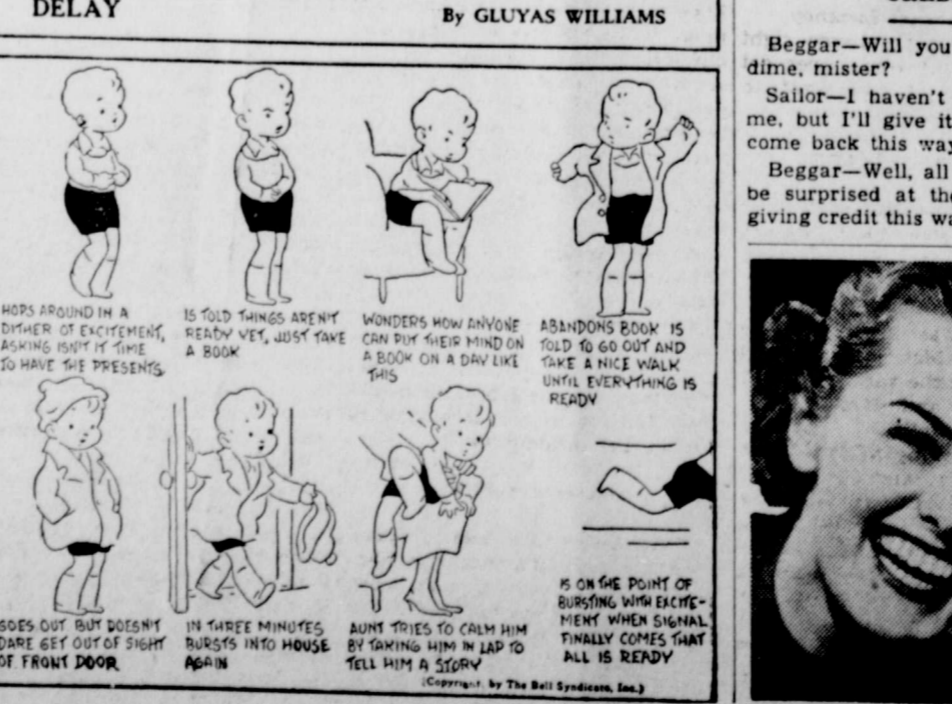 DELAY
By GLUYAS WILLIAMS
HOPS AROUND IN A
DITHER OF EXCITEMENT,
ASKING ISN'T IT TIME
TO HAVE THE PRESENTS
IS TOLD THINGS AREN'T
READY YET, JUST TAKE
A BOOK
WONDERS HOW ANYONE
CAN PUT THEIR MIND ON
A BOOK ON A DAY LIKE
THIS
ABANDONS BOOK IS
TOLD TO GO OUT AND
TAKE A NICE WALK
UNTIL EVERYTHING IS
READY
GOES OUT BUT DOESN'T
DARE GET OUT OF SIGHT
OF FRONT DOOR
IN THREE MINUTES
BURSTS INTO HOUSE
AGAIN
AUNT TRIES TO CALM HIM
BY TAKING HIM IN LAP TO
TELL HIM A STORY
IS ON THE POINT OF
BURSTING WITH EXCITE-
MENT WHEN SIGNAL
FINALLY COMES THAT
ALL IS READY
(Copyright, by The Bell Syndicate, Inc.)
Beggar—Will you
dime, mister?
Sailor—I haven't
me, but I'll give it
come back this way
Beggar—Well, all
be surprised at the
giving credit this wa